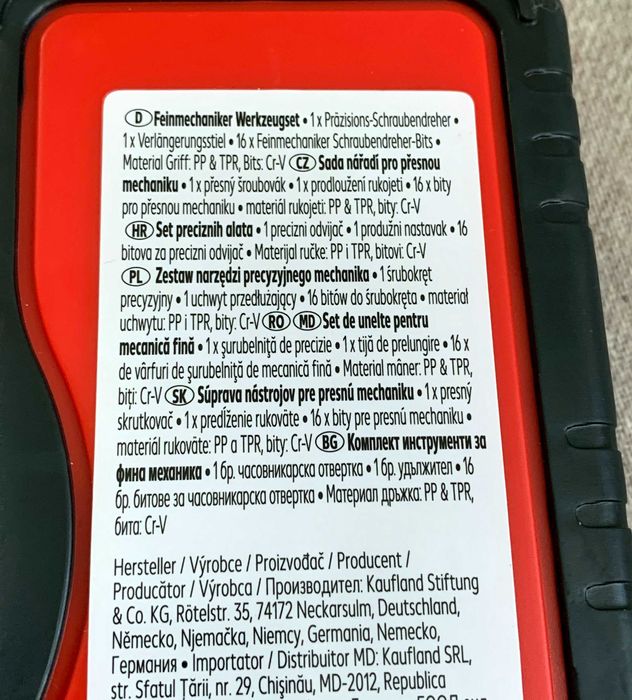 D Feinmechaniker Werkzeugset • 1 x Präzisions-Schraubendreher •
1 x Verlängerungsstiel • 16 x Feinmechaniker Schraubendreher-Bits •
Material Griff: PP & TPR, Bits: Cr-V CZ Sada nářadí pro přesnou
mechaniku • 1 x přesný šroubovák • 1 x prodloužení rukojeti • 16 x bity
pro přesnou mechaniku • materiál rukojeti: PP & TPR, bity: Cr-V
HR Set preciznih alata • 1 precizni odvijač • 1 produžni nastavak • 16
bitova za precizni odvijač • Materijal ručke: PP i TPR, bitovi: Cr-V
PL Zestaw narzędzi precyzyjnego mechanika • 1 śrubokręt
precyzyjny • 1 uchwyt przedłużający • 16 bitów do śrubokręta • materiał
uchwytu: PP i TPR, bity: Cr-V RO MD Set de unelte pentru
mecanică fină • 1 x şurubelniţă de precizie • 1 x tijă de prelungire • 16 x
de vârfuri de şurubelniţă de mecanică fină • Material mâner: PP & TPR,
biţi: Cr-V SK Súprava nástrojov pre presnú mechaniku • 1 x presný
skrutkovač • 1 x predĺženie rukoväte • 16 x bity pre presnú mechaniku •
materiál rukoväte: PP a TPR, bity: Cr-V BG Комплект инструменти за
фина механика • 1 бр. часовникарска отвертка • 1 бр. удължител • 16
бр. битове за часовникарска отвертка • Материал дръжка: PP & TPR,
бита: Cr-V
Hersteller / Výrobce / Proizvođač / Producent /
Producător / Výrobca / Производител: Kaufland Stiftung
& Co. KG, Rötelstr. 35, 74172 Neckarsulm, Deutschland,
Německo, Njemačka, Niemcy, Germania, Nemecko,
Германия • Importator / Distribuitor MD: Kaufland SRL,
str. Sfatul Ţării, nr. 29, Chişinău, MD-2012, Republica